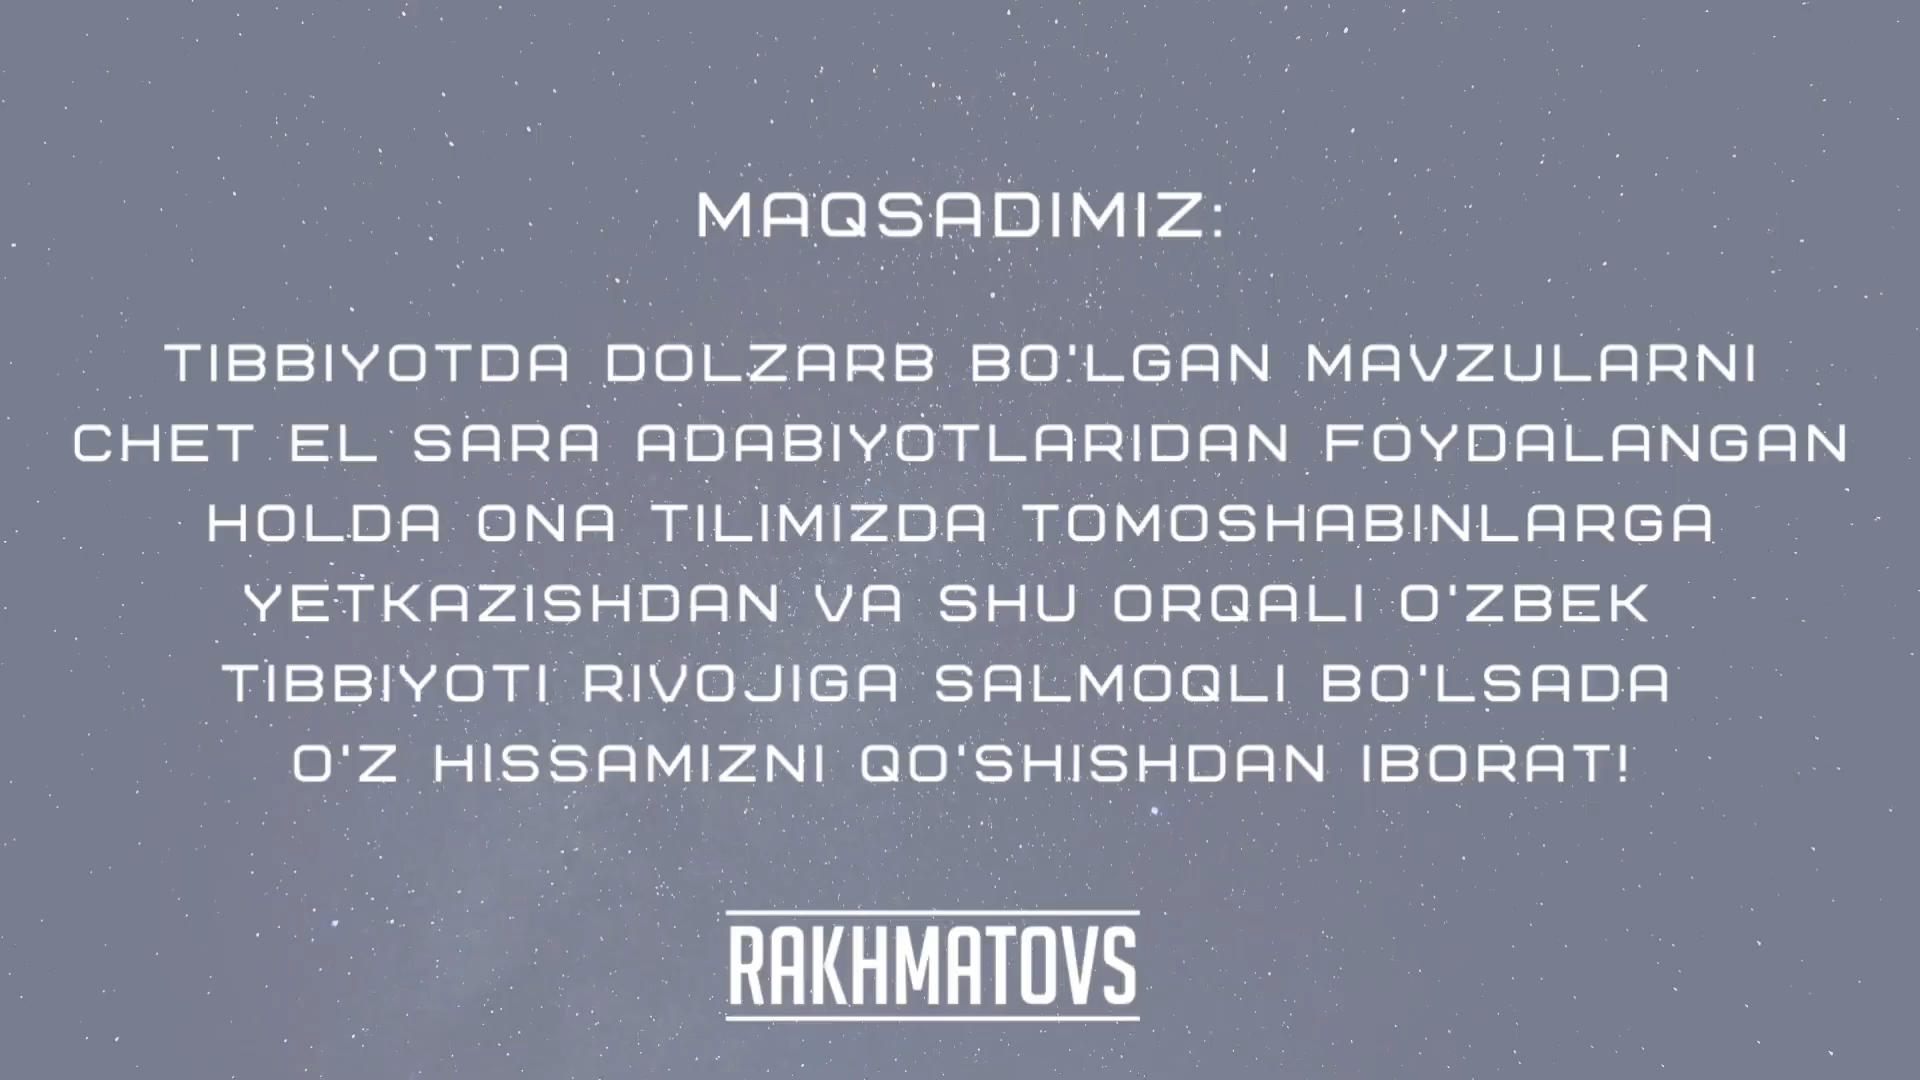 MAQSADIMIZ:
TIBBIYOTDA DOLZARB BO'LGAN MAVZULARNI
CHET EL SARA ADABIYOTLARIDAN FOYDALANGAN
HOLDA ONA TILIMIZDA TOMOSHABINLARGA
YETKAZISHDAN VA SHU ORQALI O'ZBEK
TIBBIYOTI RIVOJIGA SALMOQLI BO'LSADA
O'Z HISSAMIZNI QO'SHISHDAN IBORAT!
RAKHMATOVS